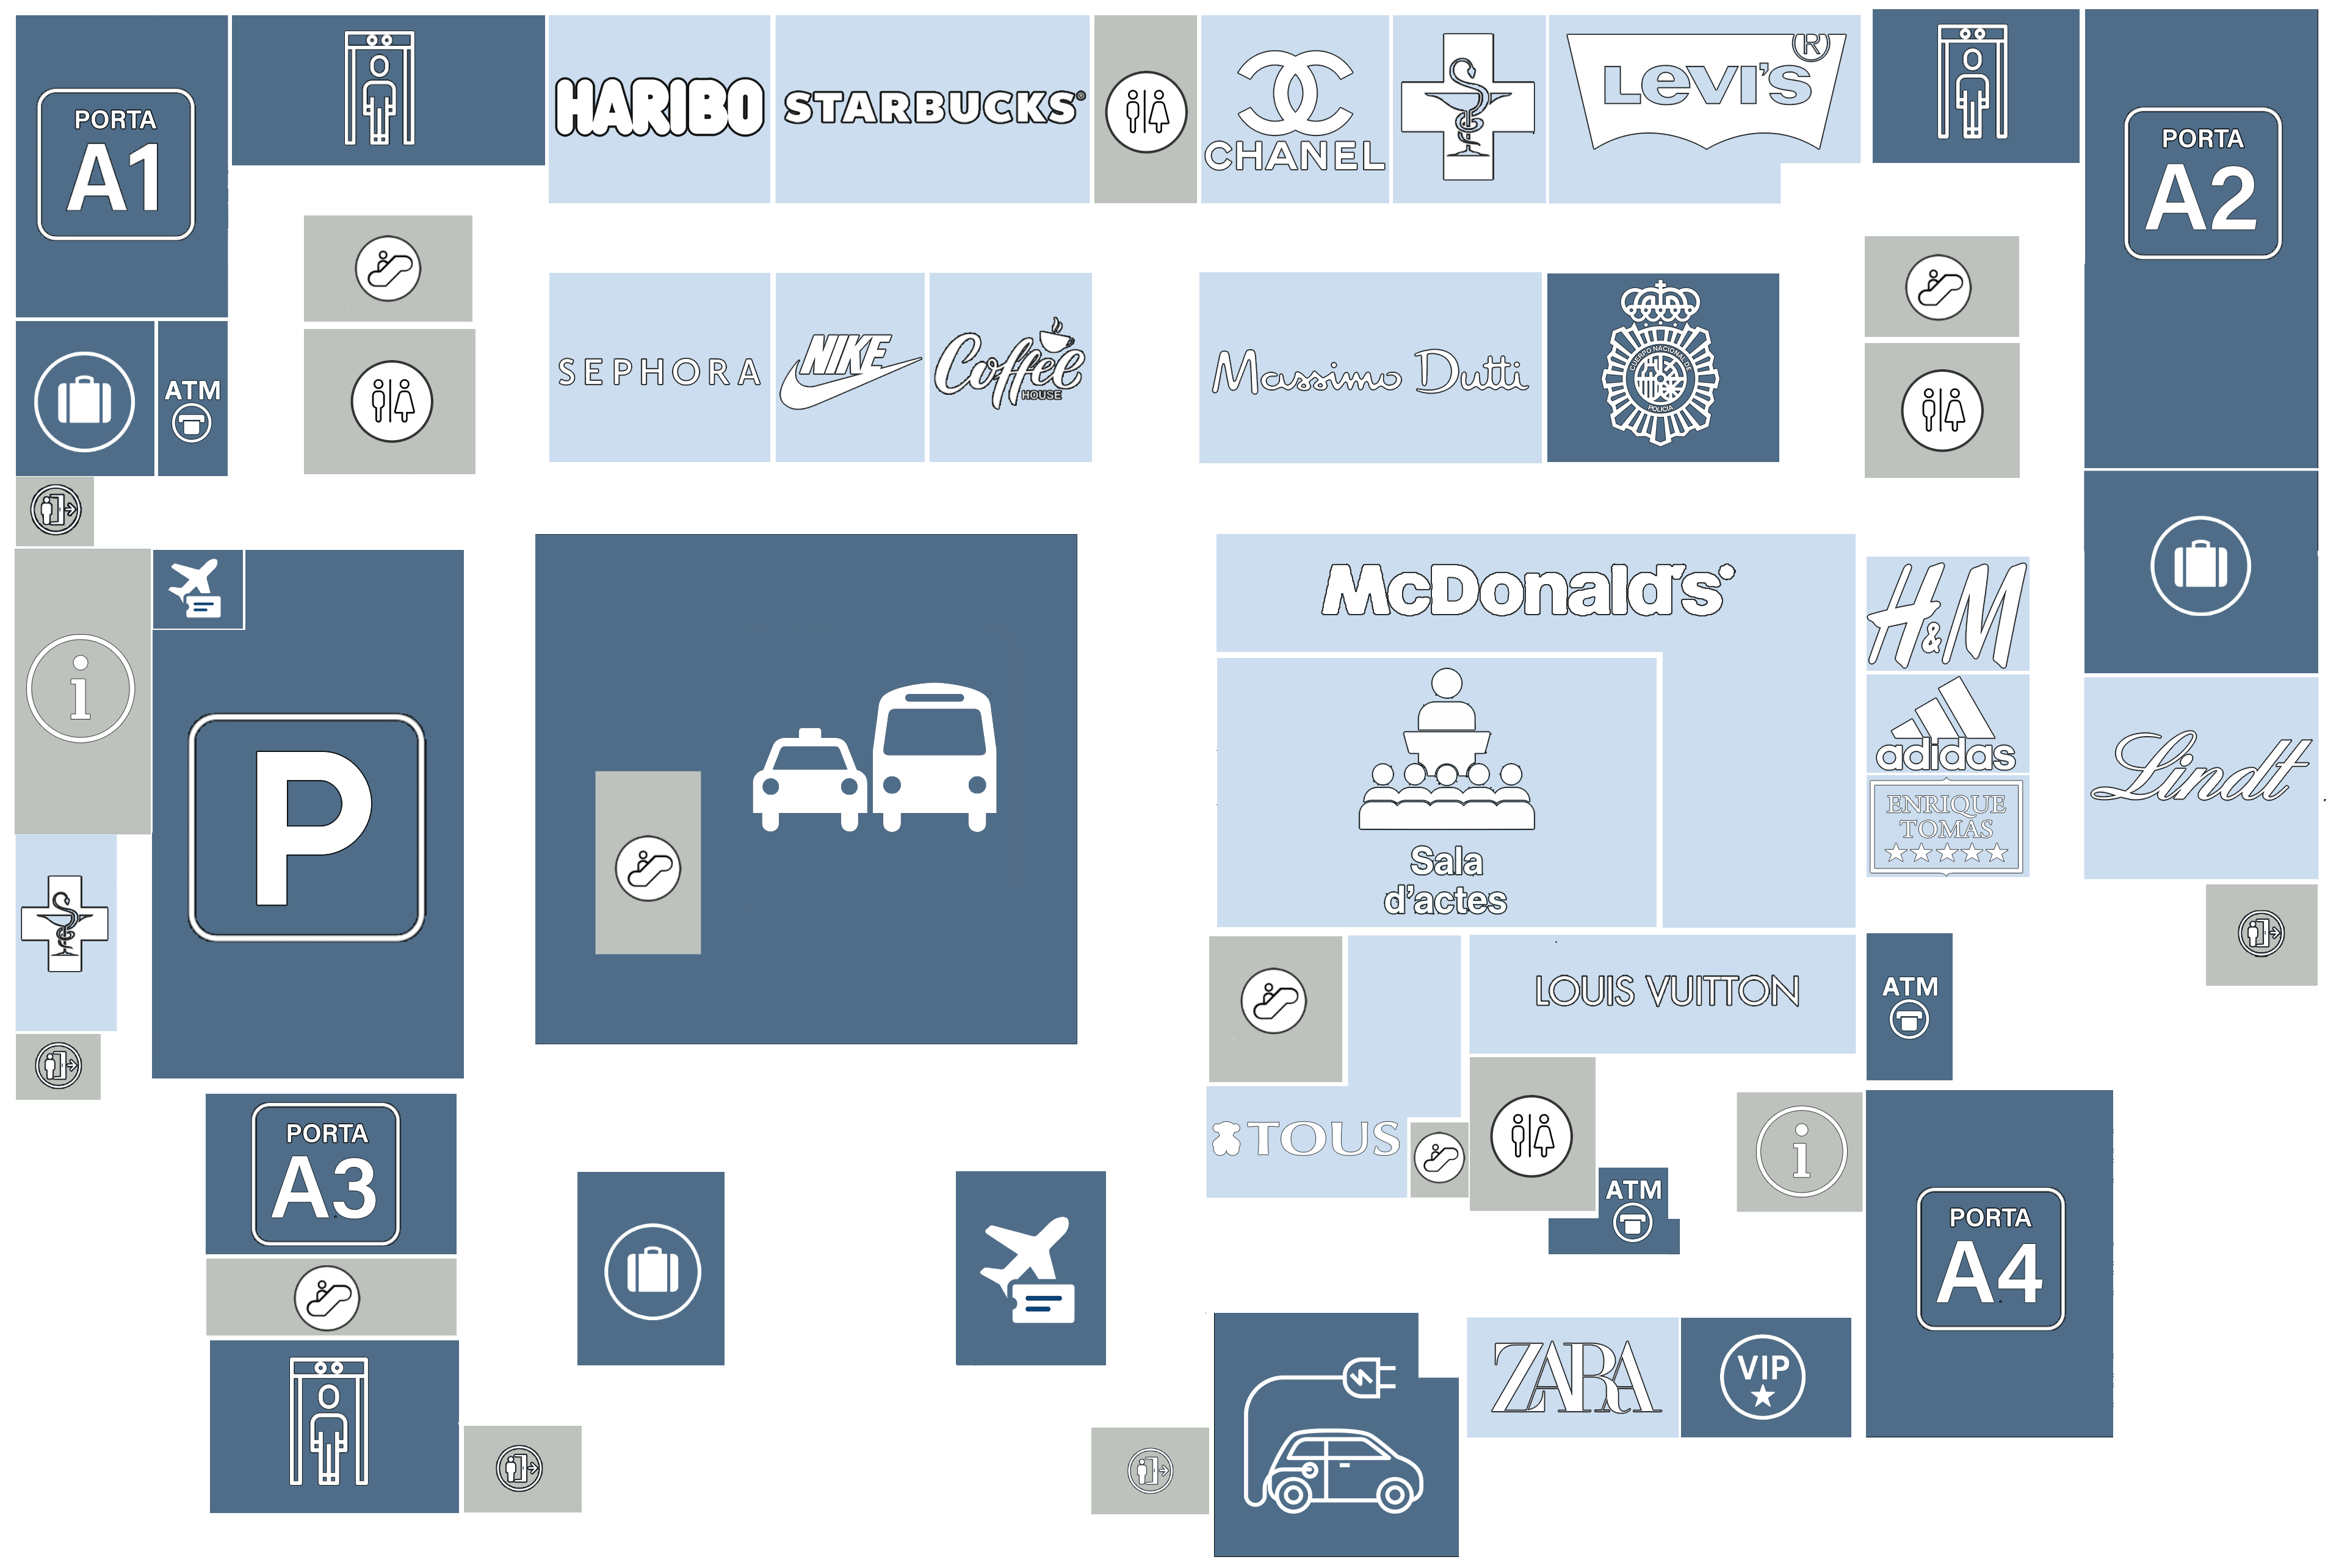 PORTA
A1
HARIBO
STARBUCKS®
CHANEL
LEVI'S
®
PORTA
A2
ATM
SEPHORA
NIKE
Coffee
HOUSE
Massimo Dutti
CUERPO NACIONAL DE
POLICIA
i
P
McDonald's
Sala
d'actes
H&M
adidas
ENRIQUE
TOMAS
Lindt
LOUIS VUITTON
ATM
TOUS
ATM
i
PORTA
A3
PORTA
A4
ZARA
VIP